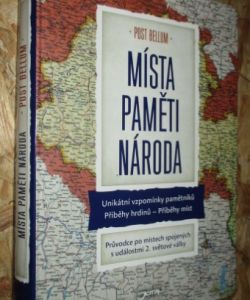 · POST BELLUM ·
MÍSTA
PAMĚTI
NÁRODA
Unikátní vzpomínky pamětníků
Příběhy hrdinů – Příběhy míst
Průvodce po místech spojených
s událostmi 2. světové války
MÍSTA PAMĚTI NÁRODA · POST BELLUM